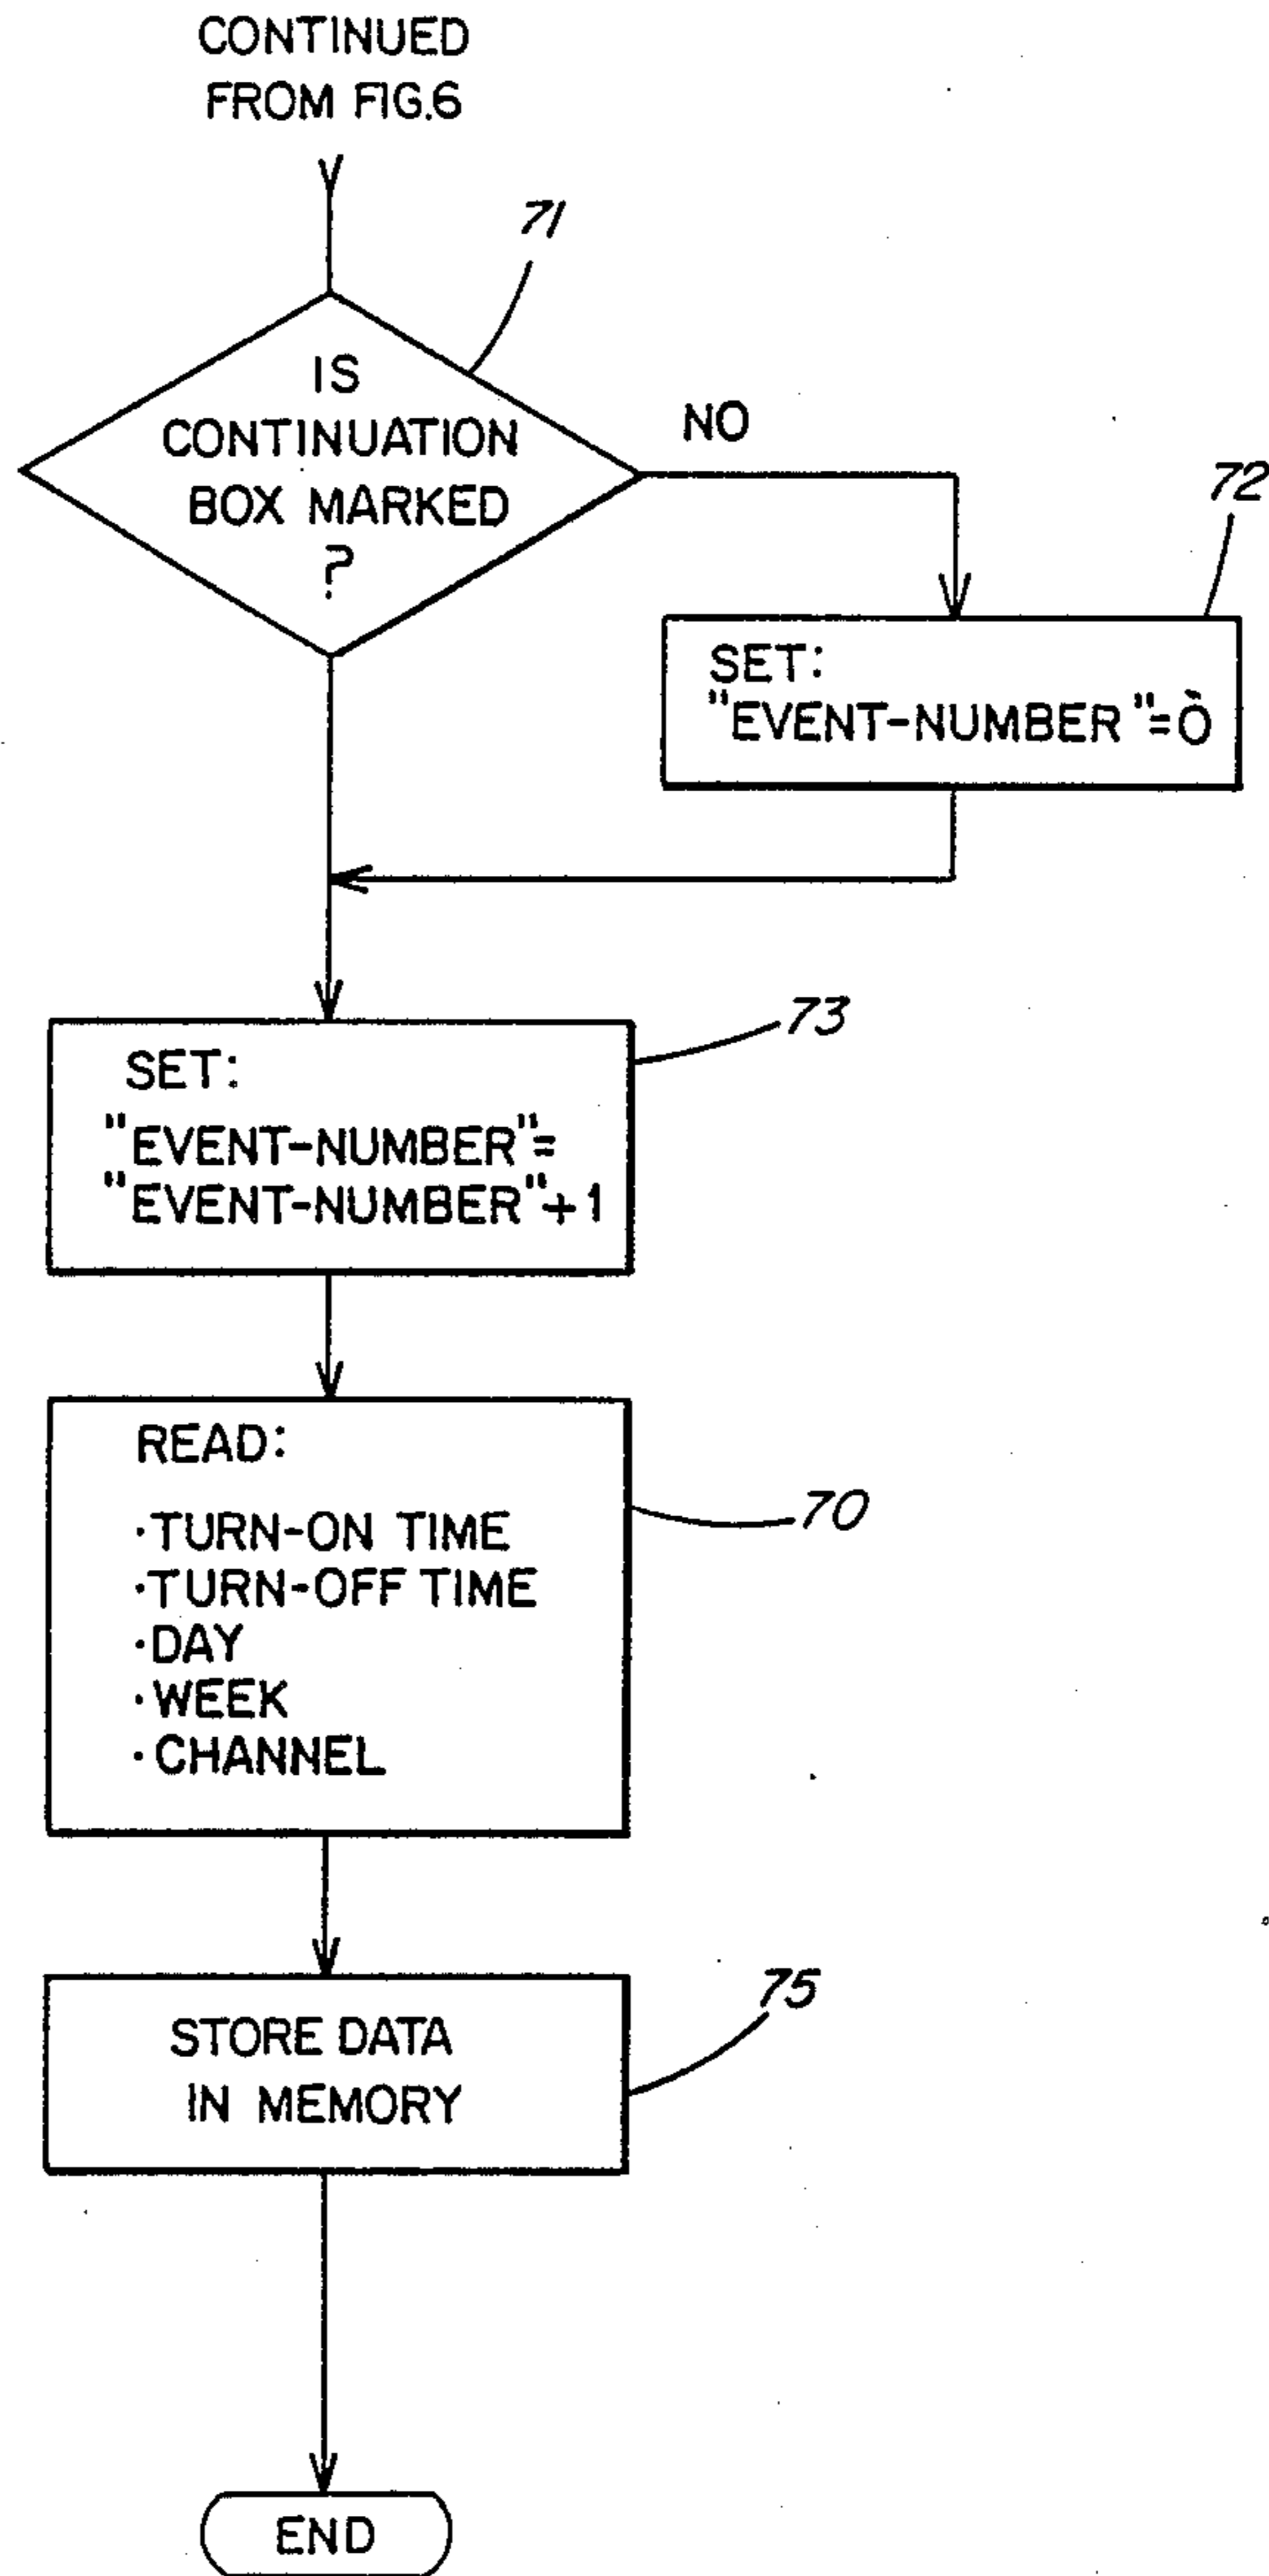 CONTINUED
FROM FIG.6
71
IS
CONTINUATION
BOX MARKED
?
NO
72
SET:
"EVENT-NUMBER"=0
73
SET:
"EVENT-NUMBER"=
"EVENT-NUMBER"+1
READ:
70
·TURN-ON TIME
·TURN-OFF TIME
·DAY
·WEEK
·CHANNEL
75
STORE DATA
IN MEMORY
END